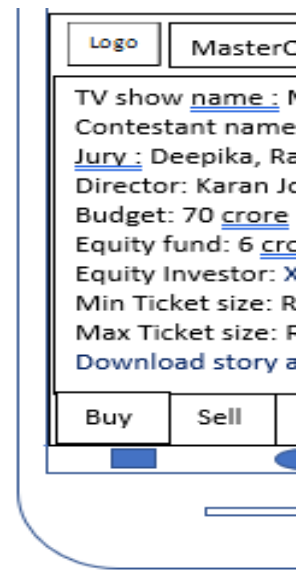 Logo
MasterC
TV show name : M
Contestant name
Jury : Deepika, Ra
Director: Karan Jo
Budget: 70 crore
Equity fund: 6 cro
Equity Investor: X
Min Ticket size: R
Max Ticket size: R
Download story a
Buy Sell